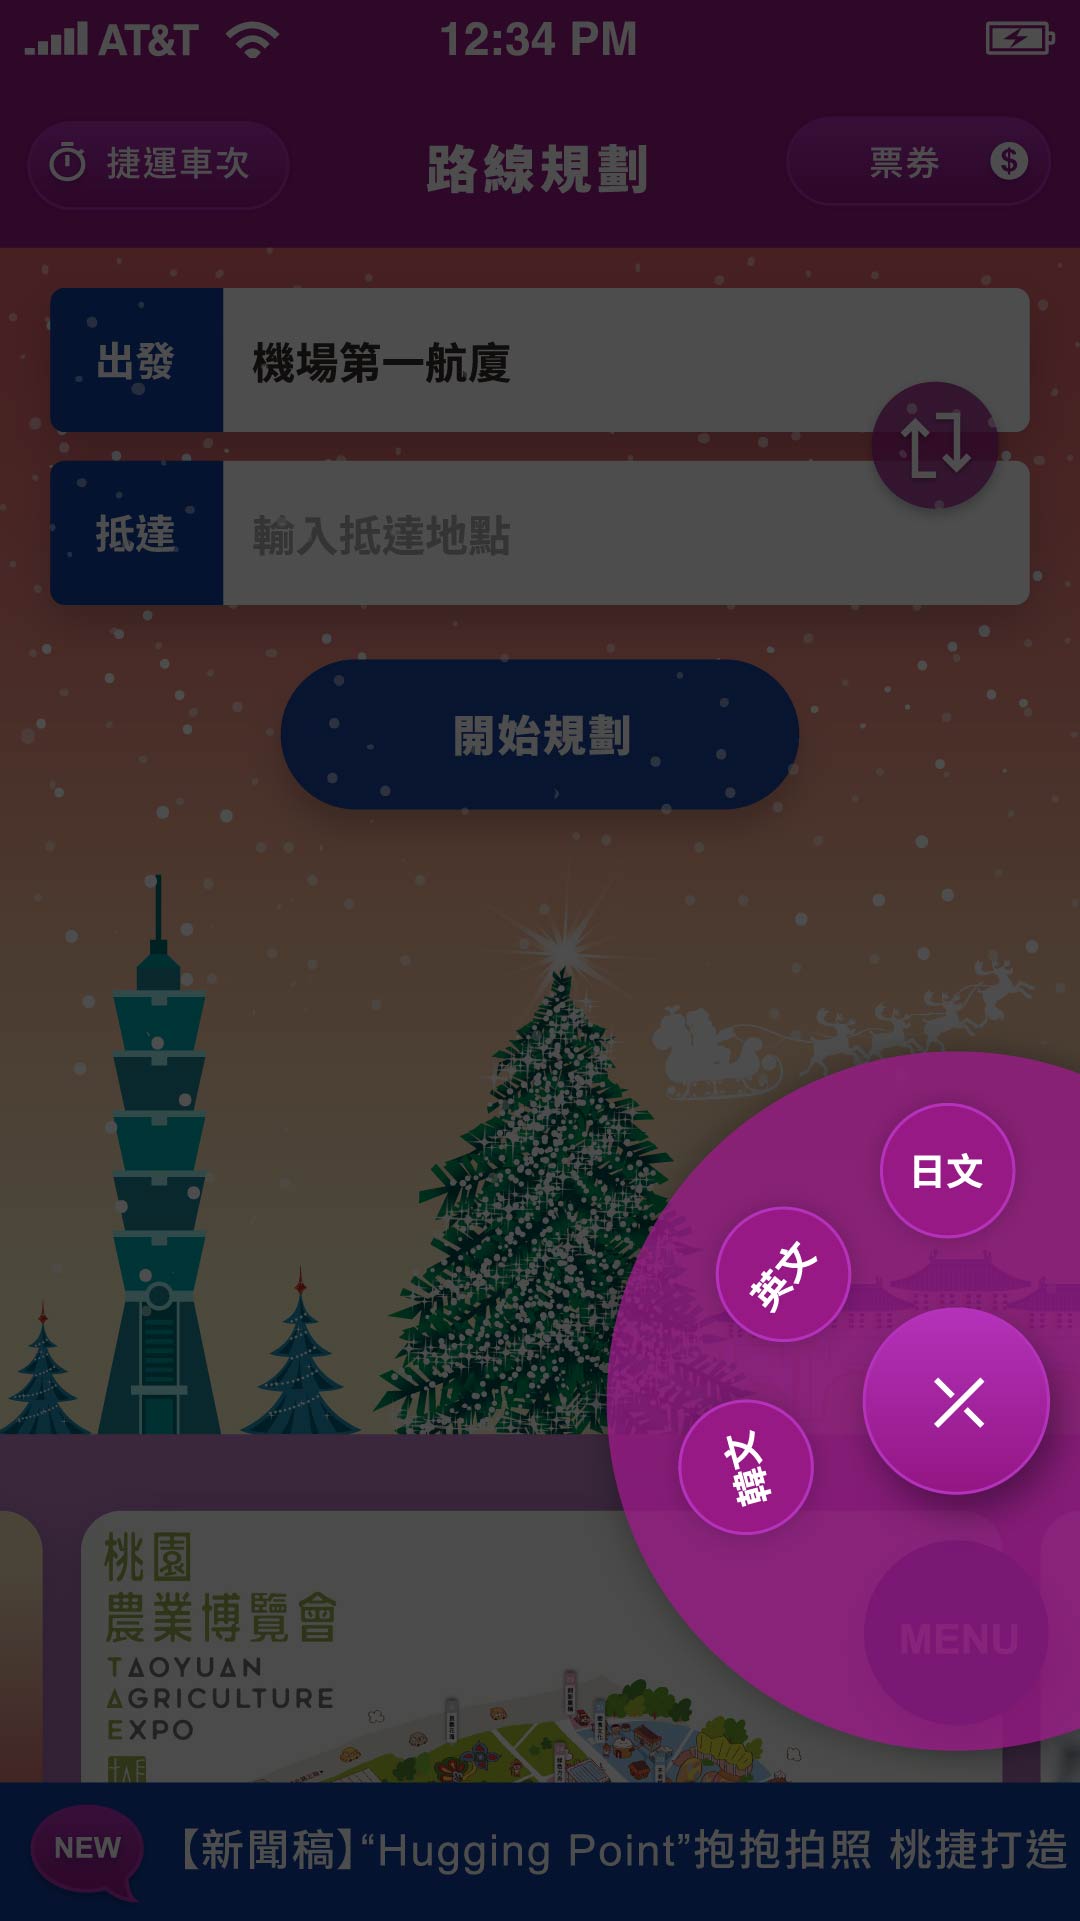 AT&T
12:34 PM
捷運車次
路線規劃
票券
出發
機場第一航廈
抵達
輸入抵達地點
開始規劃
日文
英文
韓文
MENU
桃園
農業博覽會
TAOYUAN
AGRICULTURE
EXPO
NEW
【新聞稿】“Hugging Point”抱抱拍照 桃捷打造